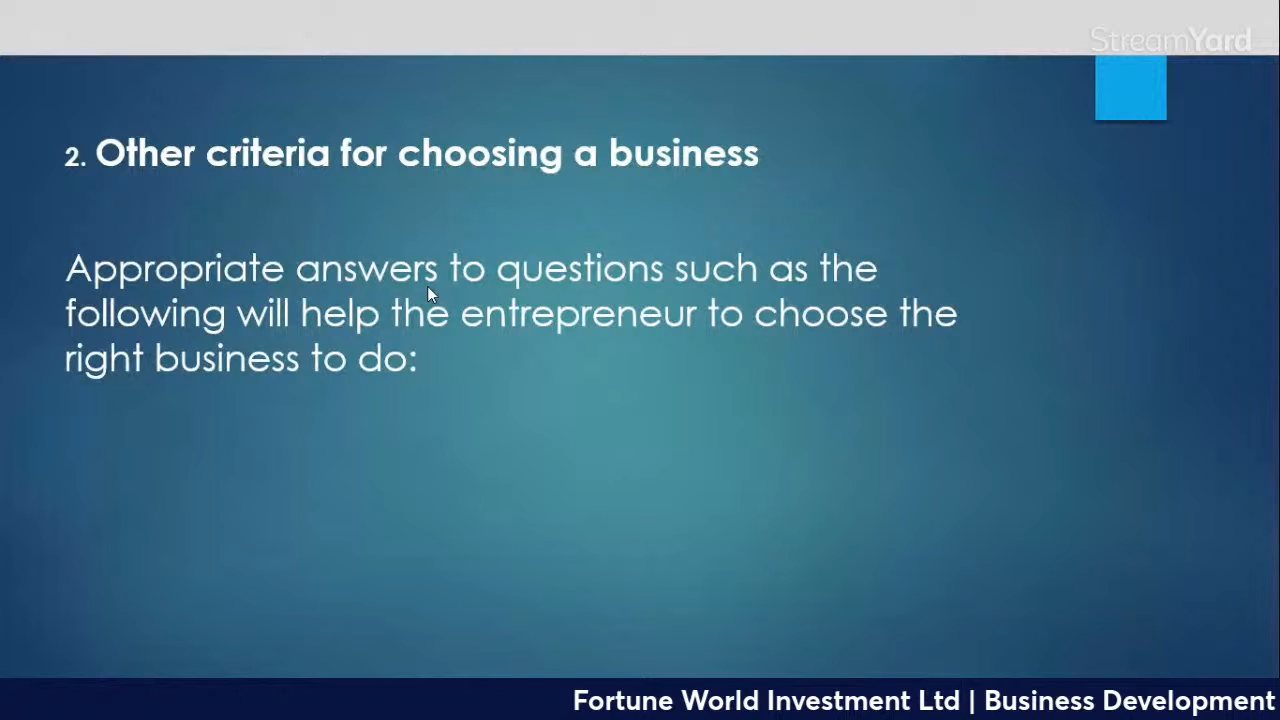 StreamYard
2. Other criteria for choosing a business
Appropriate answers to questions such as the
following will help the entrepreneur to choose the
right business to do:
Fortune World Investment Ltd | Business Development